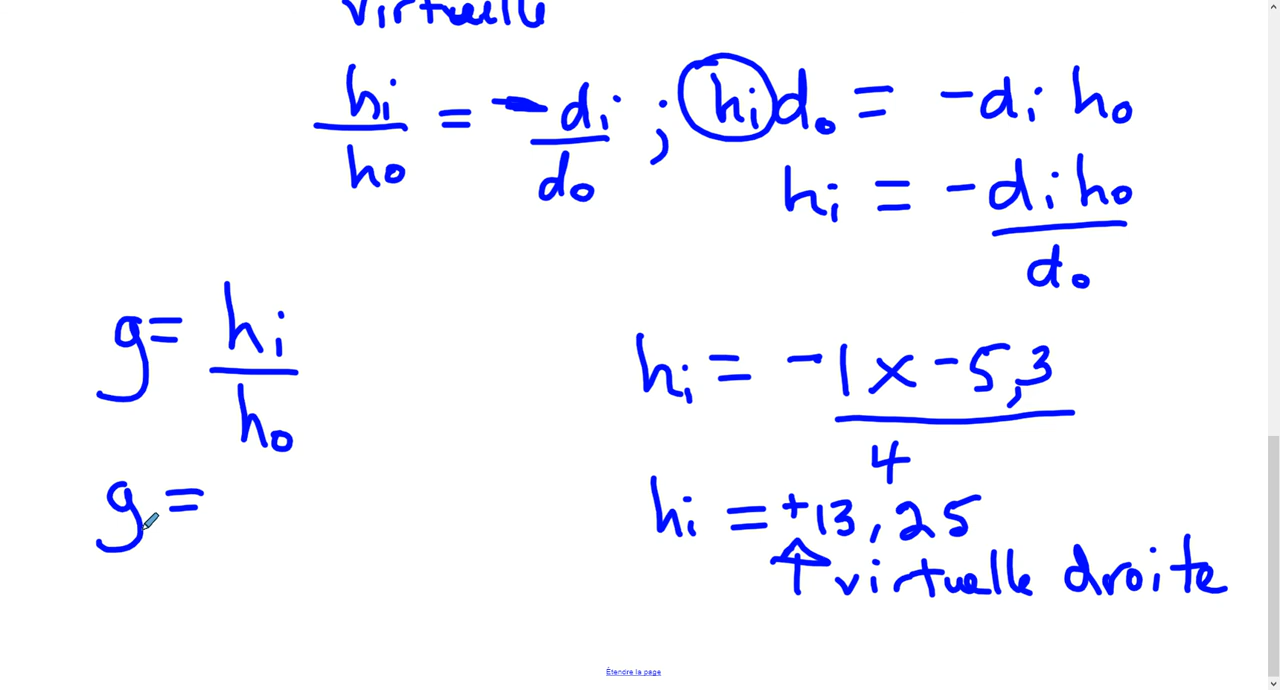 virtuelle
hi/ho = -di/do ; hi do = -di ho
hi = -di ho/do
g = hi/ho
hi = -1 x -5,3/4
g =
hi = +13,25
↑ virtuelle droite
Étendre la page